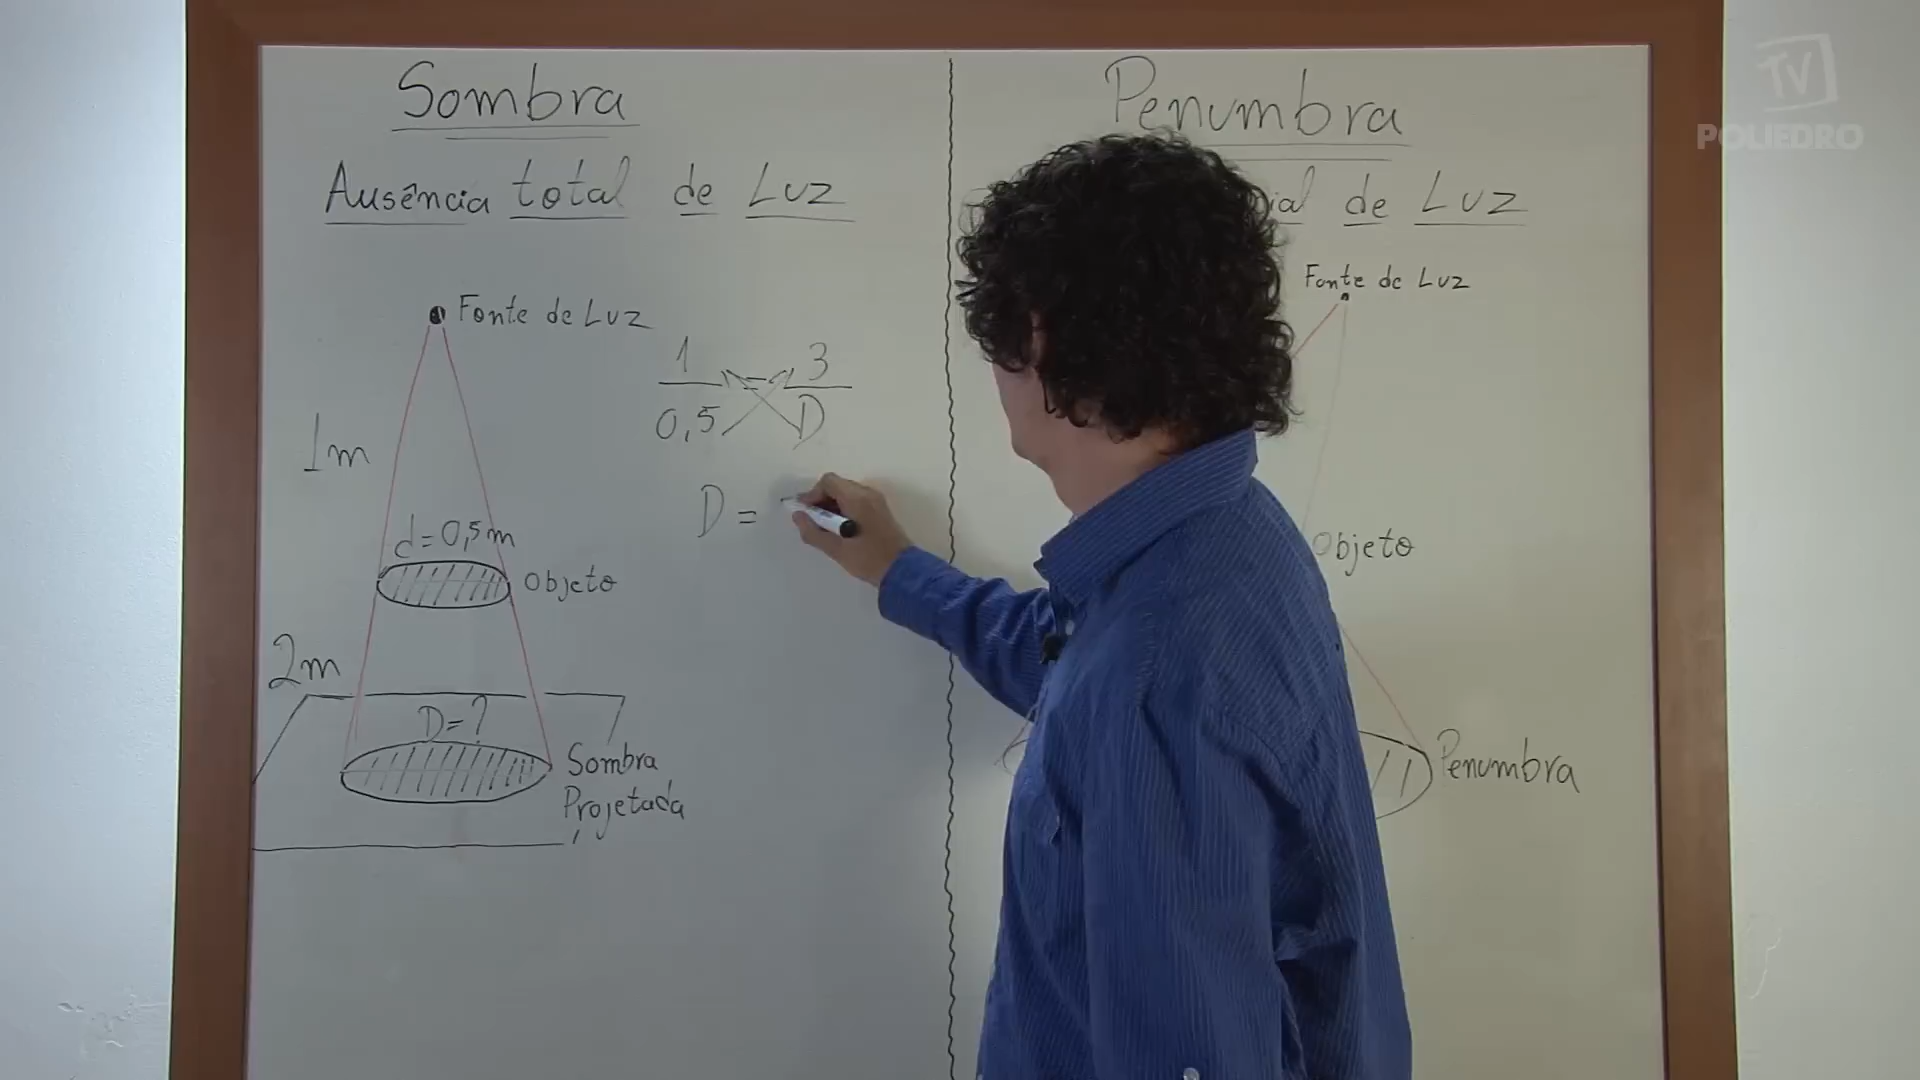 Sombra
Ausência total de Luz
Fonte de Luz
1m
d=0,5m
Objeto
2m
D=?
Sombra
Projetada
1 = 3
0,5 D
D =
Penumbra
de Luz
Fonte de Luz
Objeto
Penumbra
TV
POLIEDRO